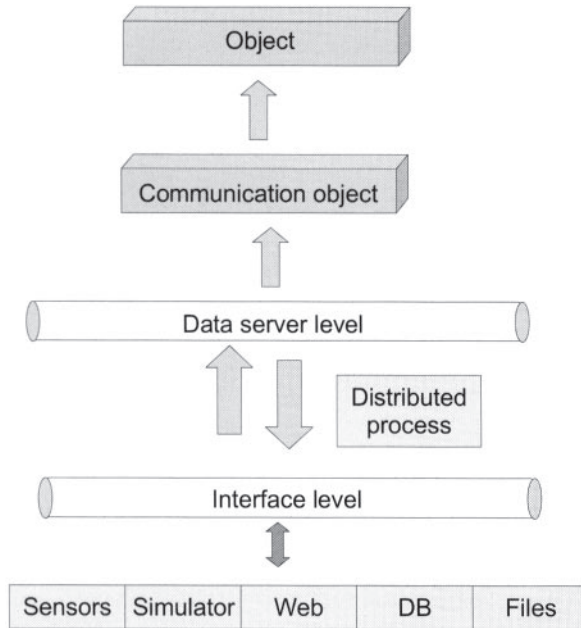 Object
Communication object
Data server level
Distributed
process
Interface level
Sensors Simulator Web DB Files